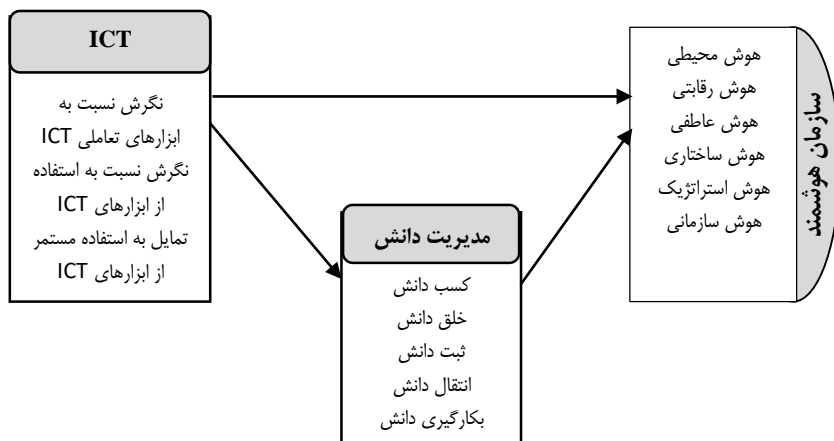 ICT
نگرش نسبت به
ابزارهای تعاملی ICT
نگرش نسبت به استفاده
از ابزارهای ICT
تمایل به استفاده مستمر
از ابزارهای ICT
مدیریت دانش
کسب دانش
خلق دانش
ثبت دانش
انتقال دانش
بکارگیری دانش
سازمان هوشمند
هوش محیطی
هوش رقابتی
هوش عاطفی
هوش ساختاری
هوش استراتژیک
هوش سازمانی